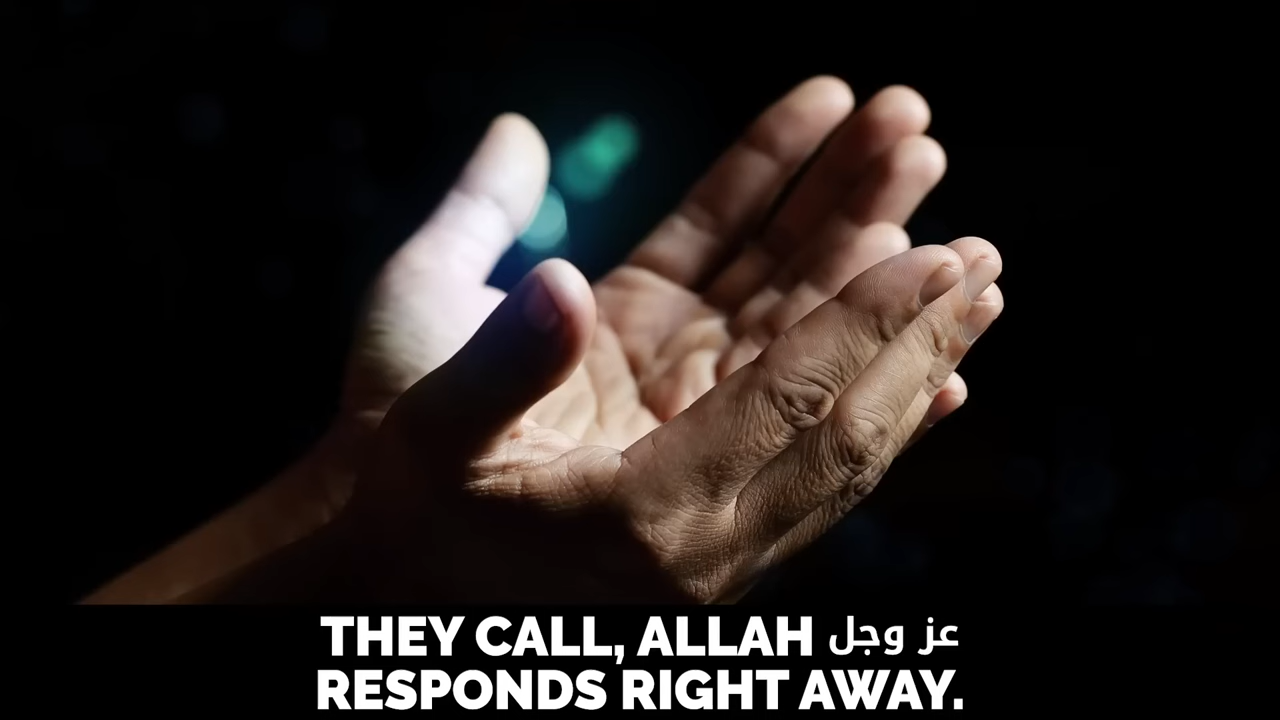 THEY CALL, ALLAH عز وجل
RESPONDS RIGHT AWAY.